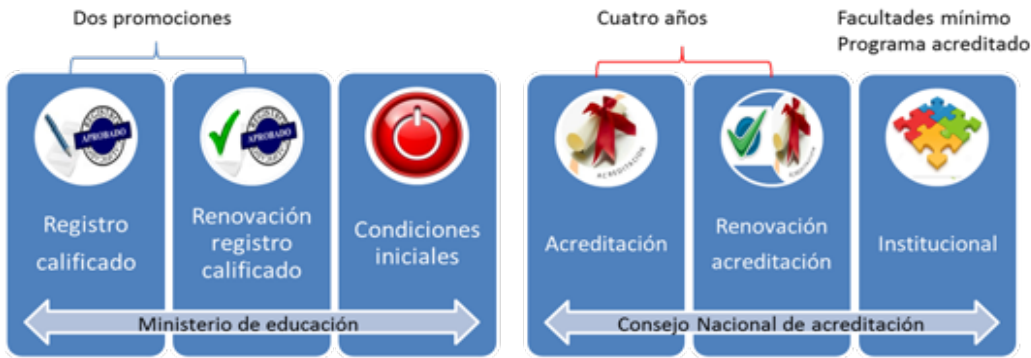 Dos promociones
Cuatro años
Facultades mínimo
Programa acreditado
APROBADO
APROBADO
ACREDITACION
Registro
calificado
Renovación
registro
calificado
Condiciones
iniciales
Acreditación
Renovación
acreditación
Institucional
Ministerio de educación
Consejo Nacional de acreditación